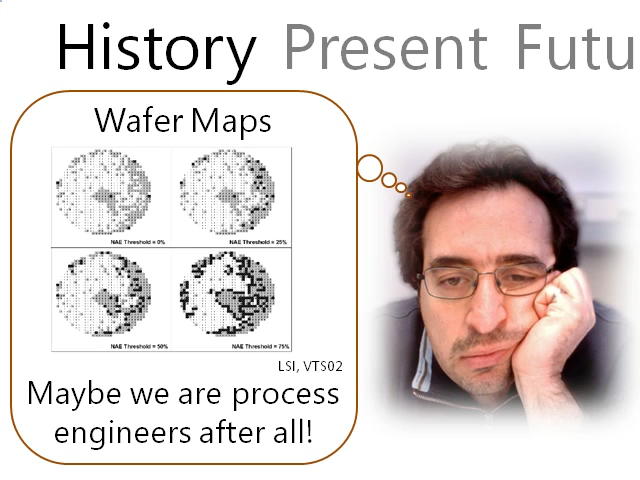 History Present Futu
Wafer Maps
NAE Threshold = 0%
NAE Threshold = 25%
NAE Threshold = 50%
NAE Threshold = 75%
LSI, VTS02
Maybe we are process
engineers after all!